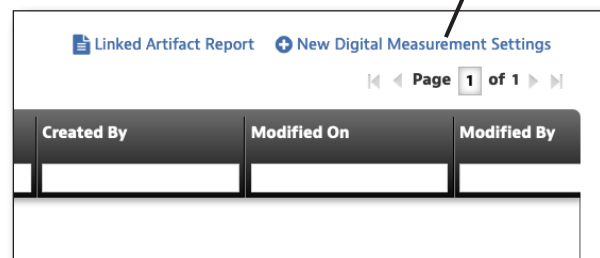 Linked Artifact Report New Digital Measurement Settings
Page 1 of 1
Created By Modified On Modified By